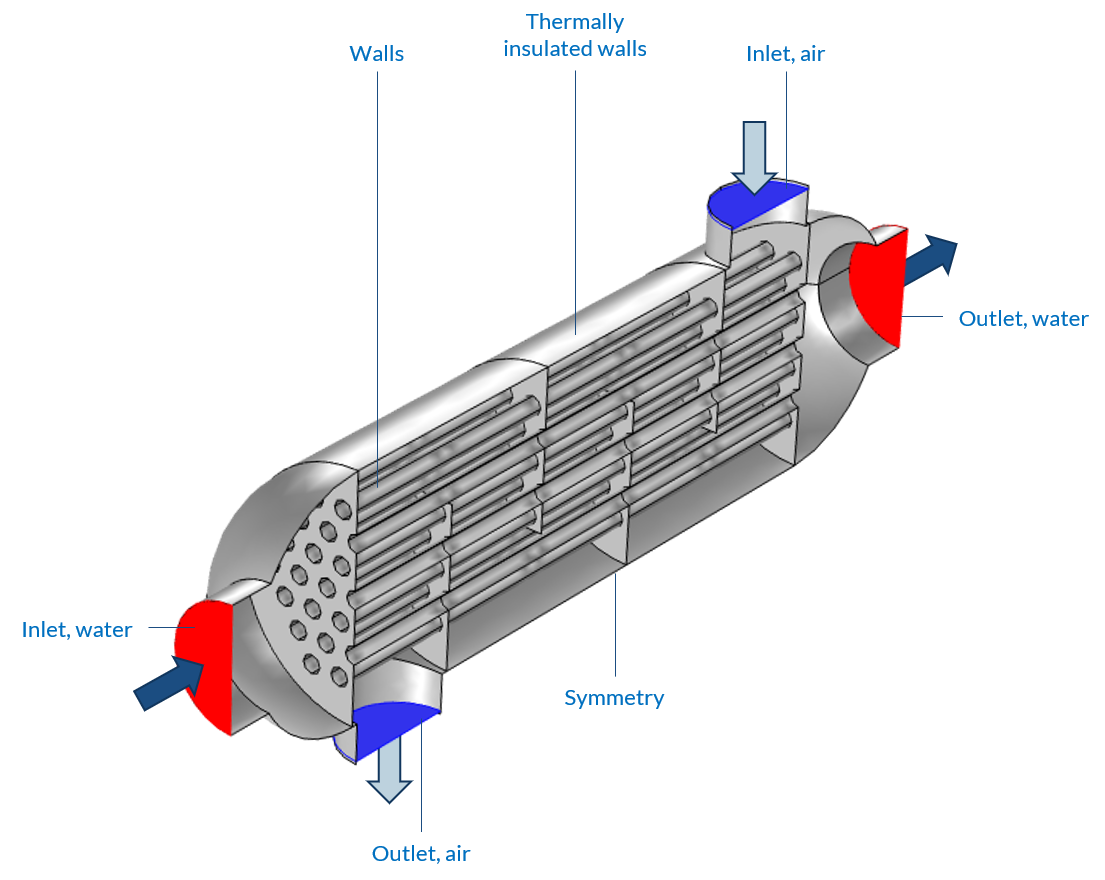 Thermally
insulated walls
Walls
Inlet, air
Outlet, water
Inlet, water
Symmetry
Outlet, air